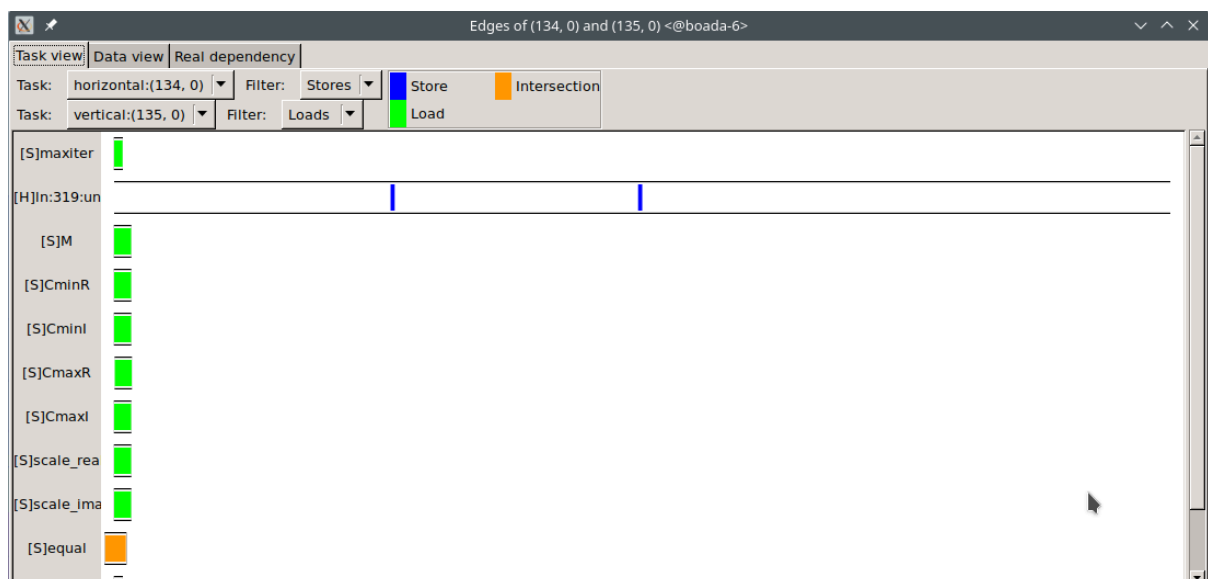 Edges of (134, 0) and (135, 0) <@boada-6>
Task view Data view Real dependency
Task: horizontal:(134, 0) Filter: Stores Store Intersection
Task: vertical:(135, 0) Filter: Loads Load
[S]maxiter
[H]ln:319:un
[S]M
[S]CminR
[S]CminI
[S]CmaxR
[S]CmaxI
[S]scale_rea
[S]scale_ima
[S]equal